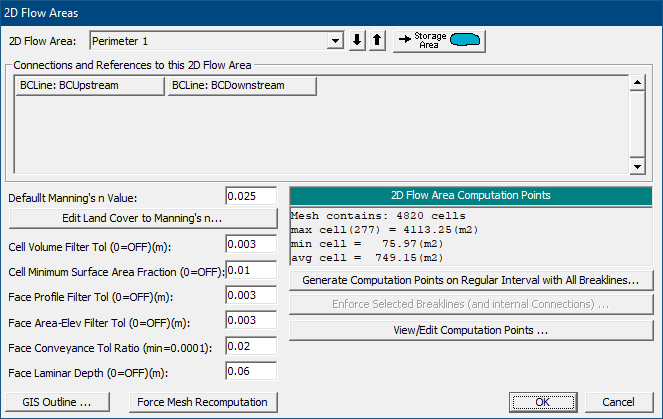 2D Flow Areas
2D Flow Area: Perimeter 1
Storage
Area
Connections and References to this 2D Flow Area
BCLine: BCUpstream BCLine: BCDownstream
Defaullt Manning's n Value: 0.025
Edit Land Cover to Manning's n...
Cell Volume Filter Tol (0=OFF)(m): 0.003
Cell Minimum Surface Area Fraction (0=OFF): 0.01
Face Profile Filter Tol (0=OFF)(m): 0.003
Face Area-Elev Filter Tol (0=OFF)(m): 0.003
Face Conveyance Tol Ratio (min=0.0001): 0.02
Face Laminar Depth (0=OFF)(m): 0.06
2D Flow Area Computation Points
Mesh contains: 4820 cells
max cell(277) = 4113.25(m2)
min cell = 75.97(m2)
avg cell = 749.15(m2)
Generate Computation Points on Regular Interval with All Breaklines...
Enforce Selected Breaklines (and internal Connections) ...
View/Edit Computation Points ...
GIS Outline ... Force Mesh Recomputation OK Cancel